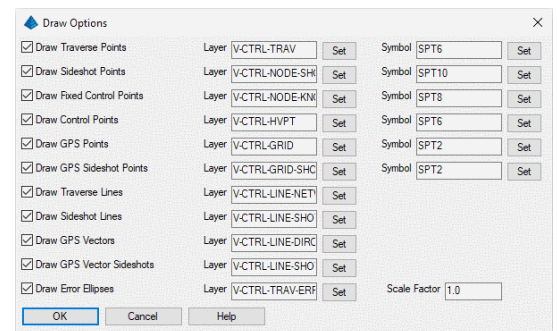 Draw Options
Draw Traverse Points Layer V-CTRL-TRAV Set Symbol SPT6 Set
Draw Sideshot Points Layer V-CTRL-NODE-SH Set Symbol SPT10 Set
Draw Fixed Control Points Layer V-CTRL-NODE-KN Set Symbol SPT8 Set
Draw Control Points Layer V-CTRL-HVPT Set Symbol SPT6 Set
Draw GPS Points Layer V-CTRL-GRID Set Symbol SPT2 Set
Draw GPS Sideshot Points Layer V-CTRL-GRID-SHC Set Symbol SPT2 Set
Draw Traverse Lines Layer V-CTRL-LINE-NET Set
Draw Sideshot Lines Layer V-CTRL-LINE-SHO Set
Draw GPS Vectors Layer V-CTRL-LINE-DIRC Set
Draw GPS Vector Sideshots Layer V-CTRL-LINE-SHO Set
Draw Error Ellipses Layer V-CTRL-TRAV-ERF Set Scale Factor 1.0
OK Cancel Help